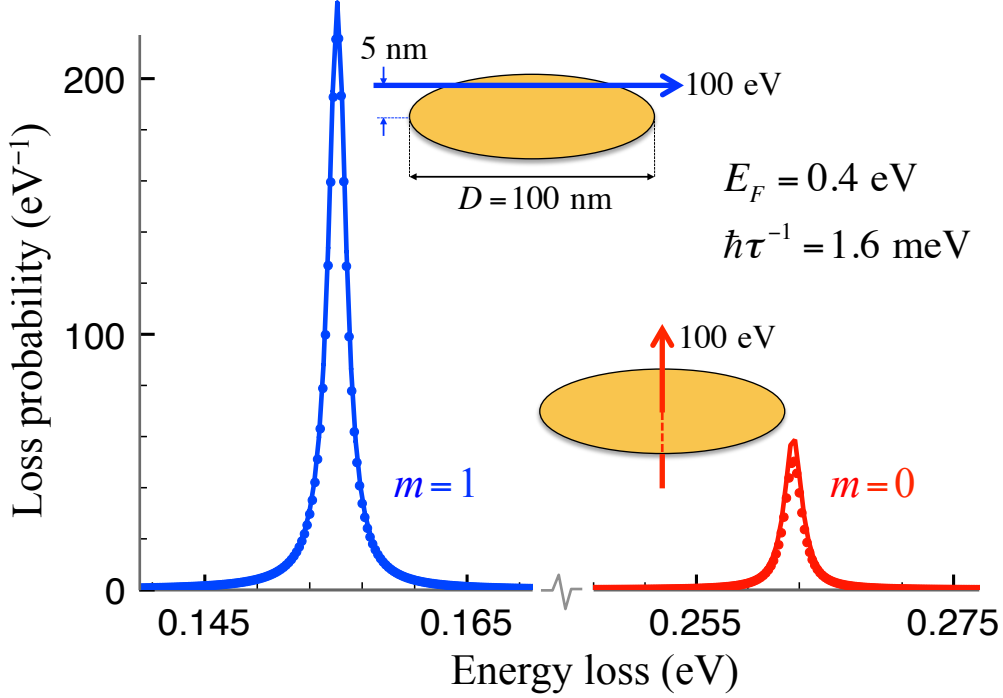 5 nm
100 eV
D = 100 nm
E_F = 0.4 eV
ħτ⁻¹ = 1.6 meV
100 eV
m = 1
m = 0
Loss probability (eV⁻¹)
200
100
0
0.145
0.165
0.255
0.275
Energy loss (eV)